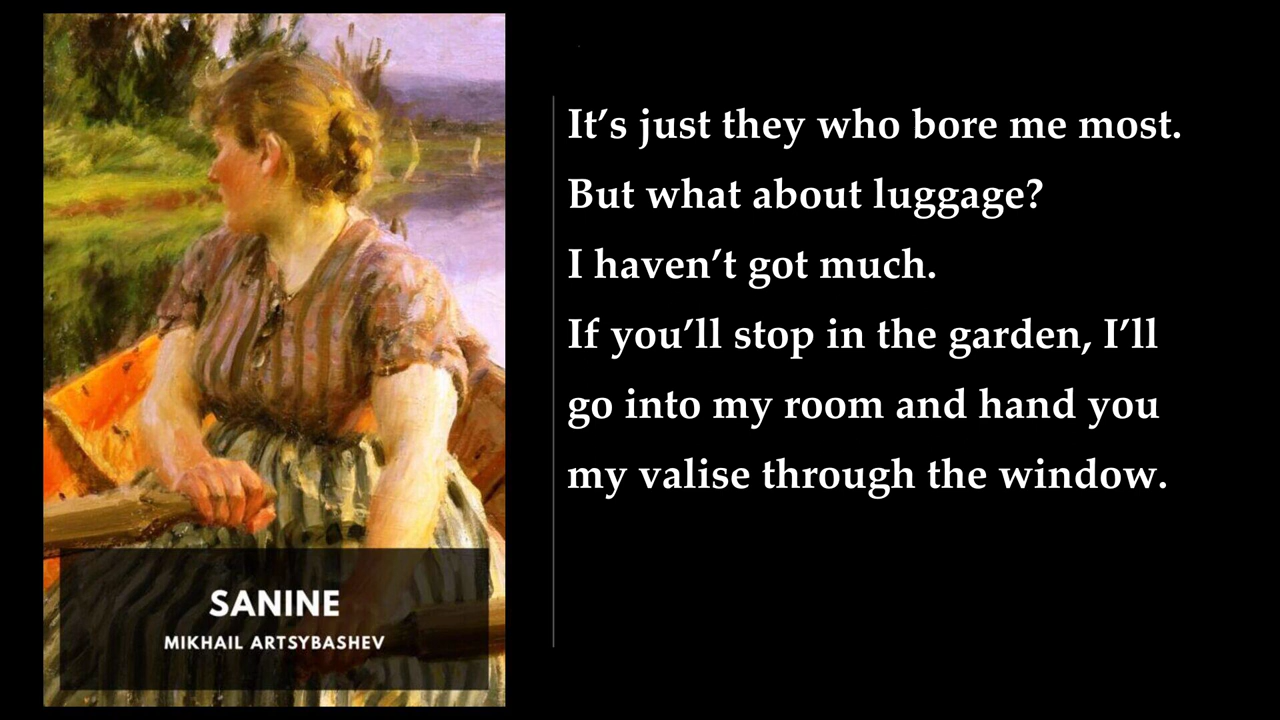 It’s just they who bore me most.
But what about luggage?
I haven’t got much.
If you’ll stop in the garden, I’ll
go into my room and hand you
my valise through the window.
SANINE
MIKHAIL ARTSYBASHEV